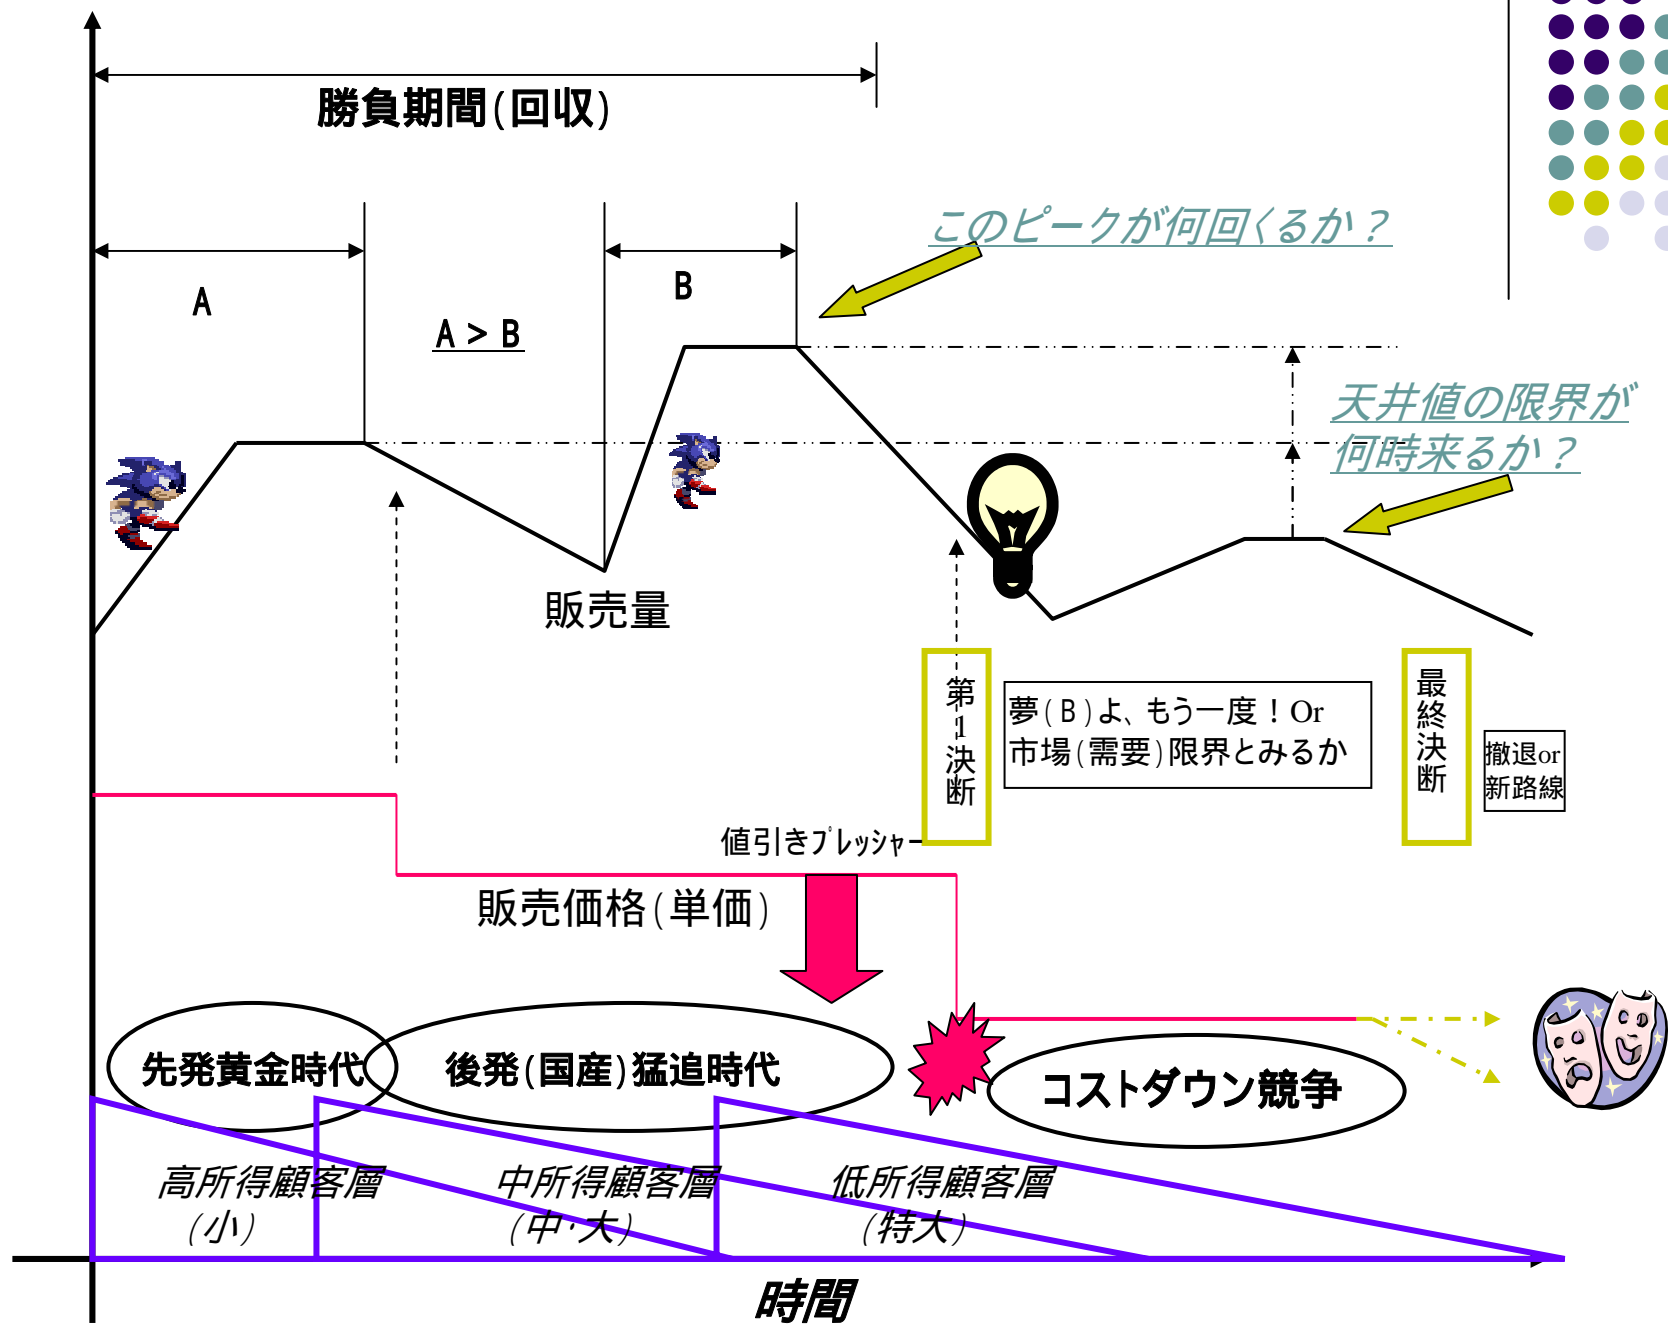 勝負期間(回収)
このピークが何回くるか？
A
B
A > B
天井値の限界が
何時来るか？
販売量
第1決断
夢(B)よ、もう一度！Or
市場(需要)限界とみるか
最終決断
撤退or
新路線
値引きﾌﾟﾚｯｼｬｰ
販売価格(単価)
先発黄金時代
後発(国産)猛追時代
コストダウン競争
高所得顧客層
(小)
中所得顧客層
(中・大)
低所得顧客層
(特大)
時間